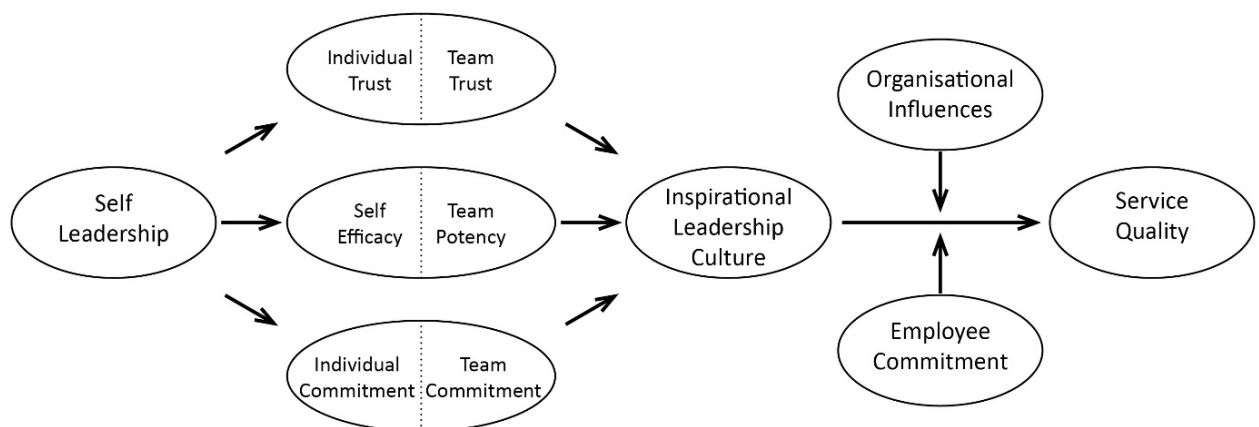 Self
Leadership
Individual
Trust
Team
Trust
Self
Efficacy
Team
Potency
Individual
Commitment
Team
Commitment
Inspirational
Leadership
Culture
Organisational
Influences
Employee
Commitment
Service
Quality